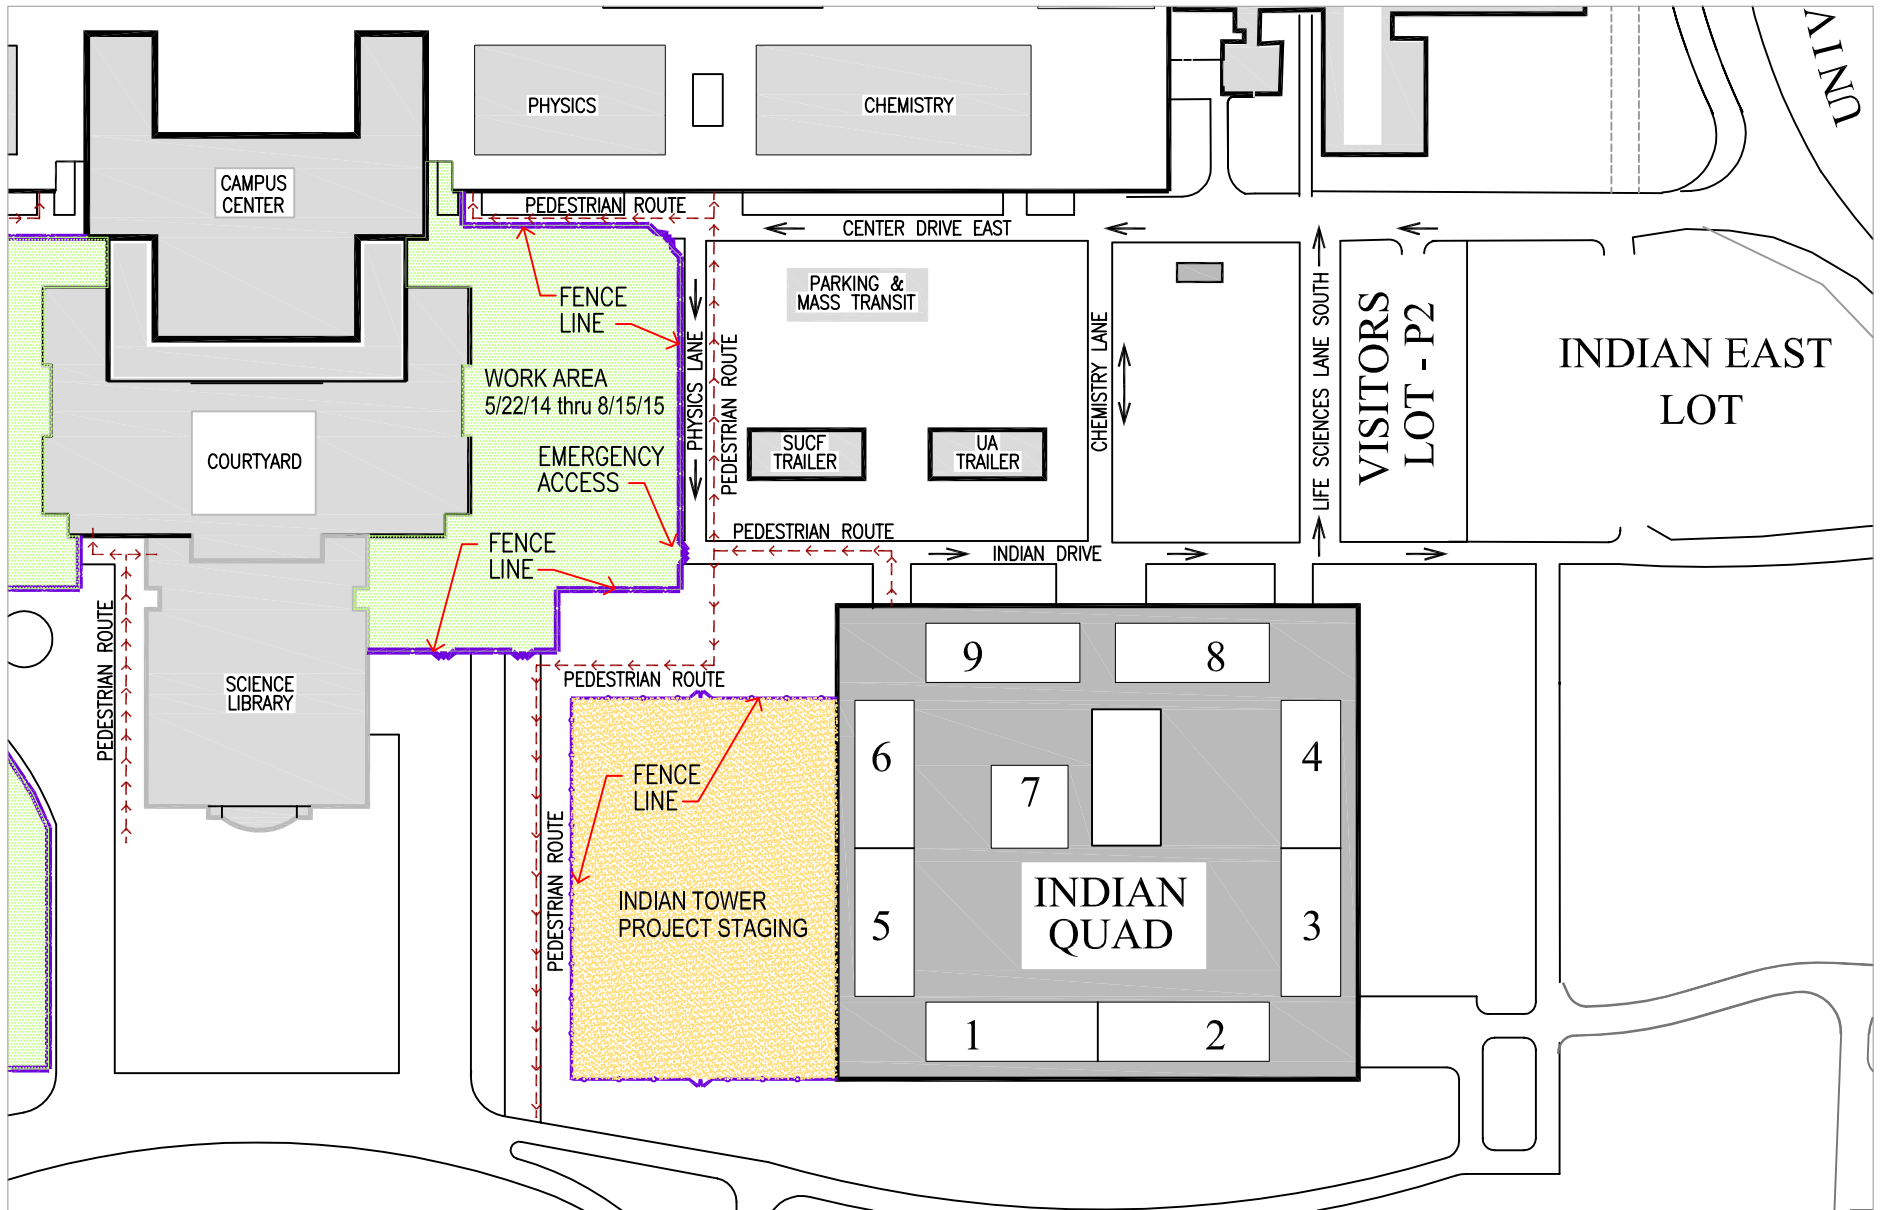 UNIV
PHYSICS
CHEMISTRY
CAMPUS
CENTER
PEDESTRIAN ROUTE
CENTER DRIVE EAST
PARKING &
MASS TRANSIT
FENCE
LINE
WORK AREA
5/22/14 thru 8/15/15
PHYSICS LANE
PEDESTRIAN ROUTE
CHEMISTRY LANE
LIFE SCIENCES LANE SOUTH
VISITORS
LOT - P2
INDIAN EAST
LOT
COURTYARD
EMERGENCY
ACCESS
SUCF
TRAILER
UA
TRAILER
PEDESTRIAN ROUTE
INDIAN DRIVE
FENCE
LINE
PEDESTRIAN ROUTE
SCIENCE
LIBRARY
PEDESTRIAN ROUTE
9
8
6
7
4
FENCE
LINE
PEDESTRIAN ROUTE
INDIAN TOWER
PROJECT STAGING
INDIAN
QUAD
5
3
1
2